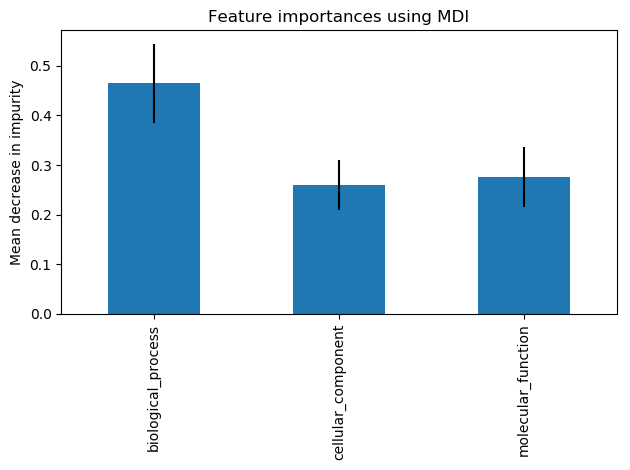 Feature importances using MDI
Mean decrease in impurity
0.5
0.4
0.3
0.2
0.1
0.0
biological_process
cellular_component
molecular_function